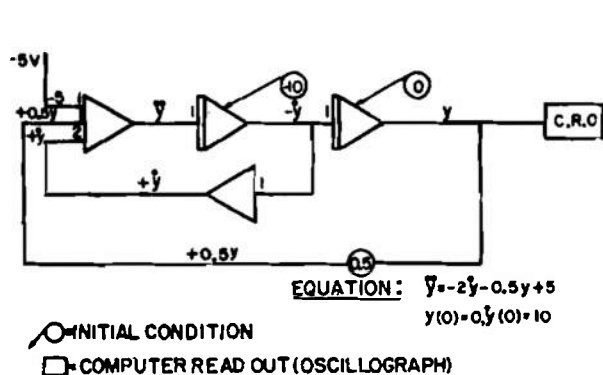 -5V
-5
+0.5y
+ẏ
1
2
ÿ
1
-10
-ẏ
1
0
y
C.R.O
+ẏ
1
+0.5y
0.5
EQUATION: ÿ=-2ẏ-0.5y+5
y(0)=0,ẏ(0)=10
=INITIAL CONDITION
=COMPUTER READ OUT (OSCILLOGRAPH)